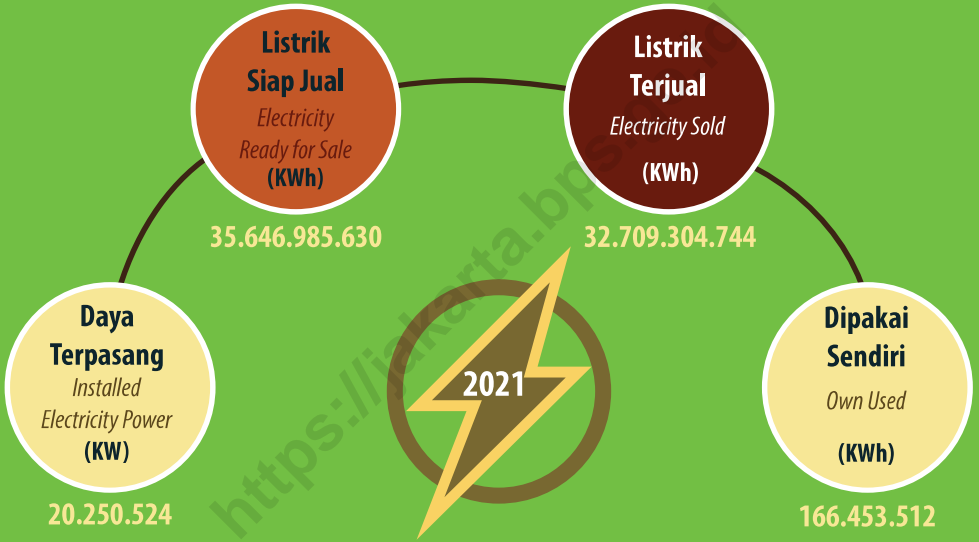 Listrik
Siap Jual
Electricity
Ready for Sale
(KWh)
35.646.985.630
Listrik
Terjual
Electricity Sold
(KWh)
32.709.304.744
Daya
Terpasang
Installed
Electricity Power
(KW)
20.250.524
2021
Dipakai
Sendiri
Own Used
(KWh)
166.453.512
https://jakarta.bps.go.id